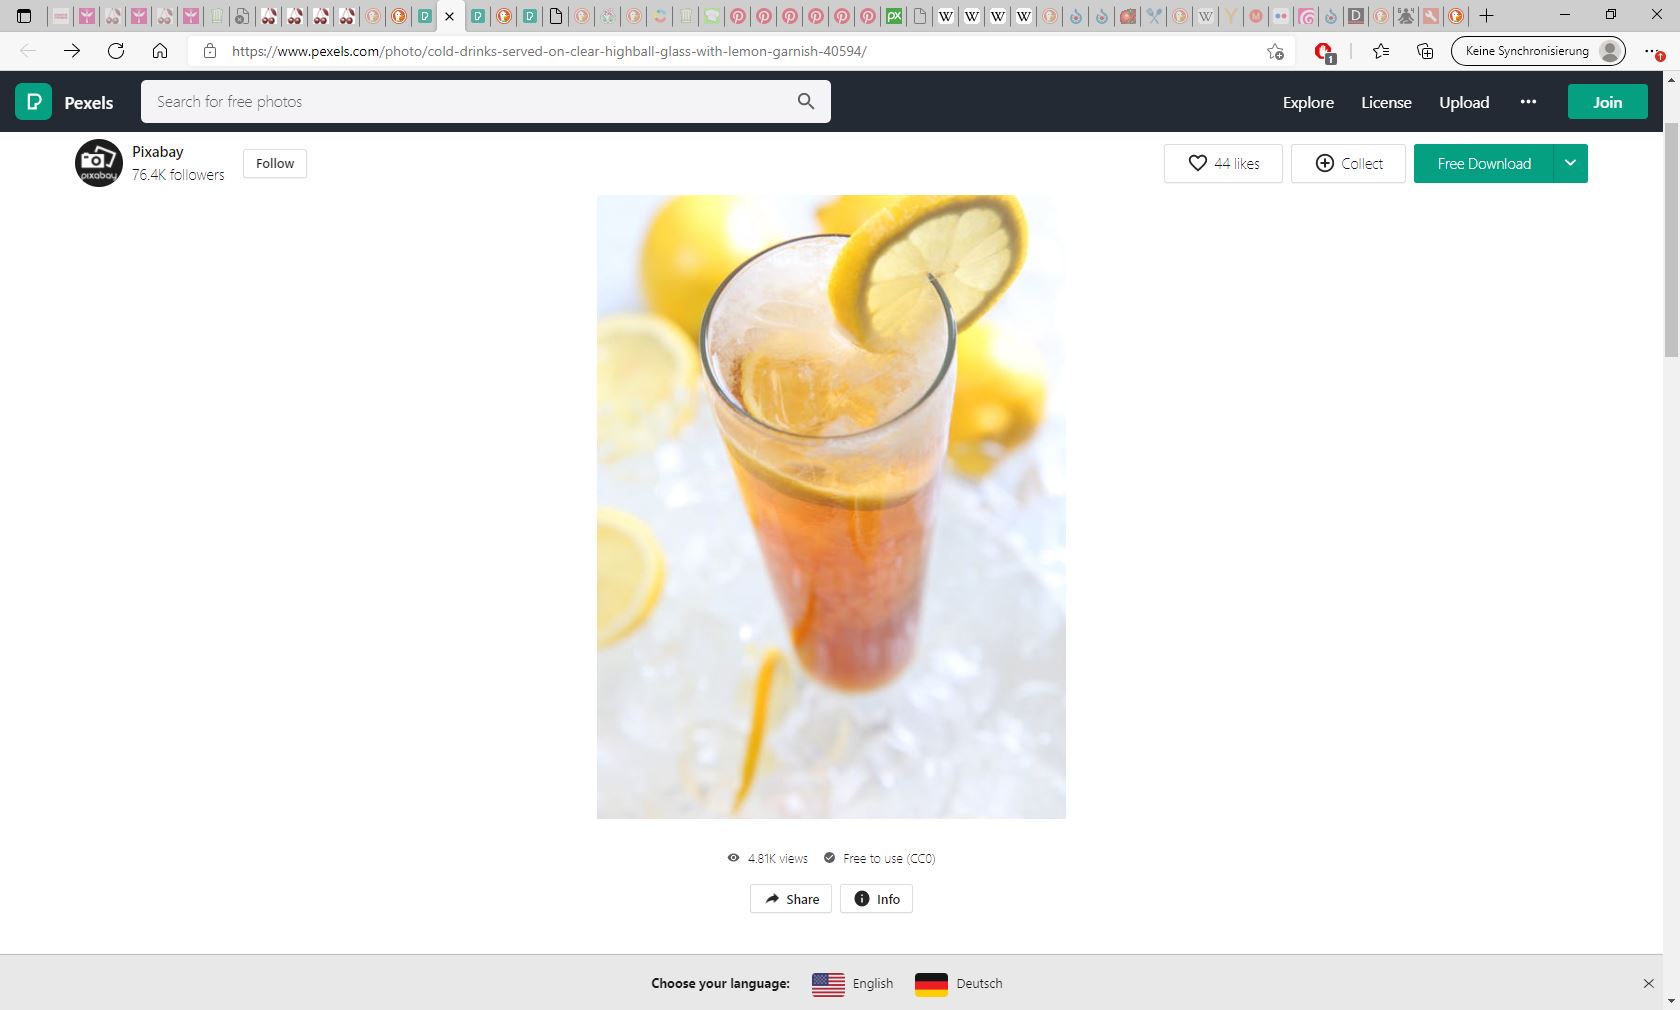 https://www.pexels.com/photo/cold-drinks-served-on-clear-highball-glass-with-lemon-garnish-40594/
1
Keine Synchronisierung
Pexels
Search for free photos
Explore
License
Upload
Join
pixabay
Pixabay
76.4K followers
Follow
44 likes
Collect
Free Download
4.81K views
Free to use (CC0)
Share
Info
Choose your language:
English
Deutsch